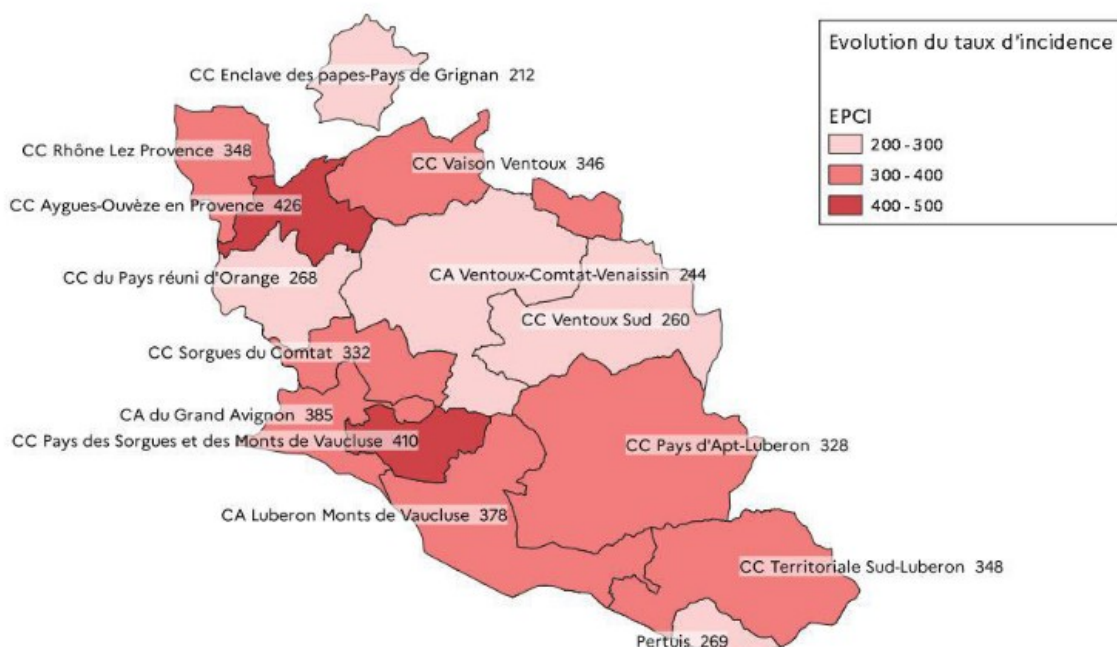 Evolution du taux d'incidence
EPCI
200 - 300
300 - 400
400 - 500
CC Enclave des papes-Pays de Grignan 212
CC Rhône Lez Provence 348
CC Vaison Ventoux 346
CC Aygues-Ouvèze en Provence 426
CC du Pays réuni d'Orange 268
CA Ventoux-Comtat-Venaissin 244
CC Ventoux Sud 260
CC Sorgues du Comtat 332
CA du Grand Avignon 385
CC Pays des Sorgues et des Monts de Vaucluse 410
CC Pays d'Apt-Luberon 328
CA Luberon Monts de Vaucluse 378
CC Territoriale Sud-Luberon 348
Pertuis 269